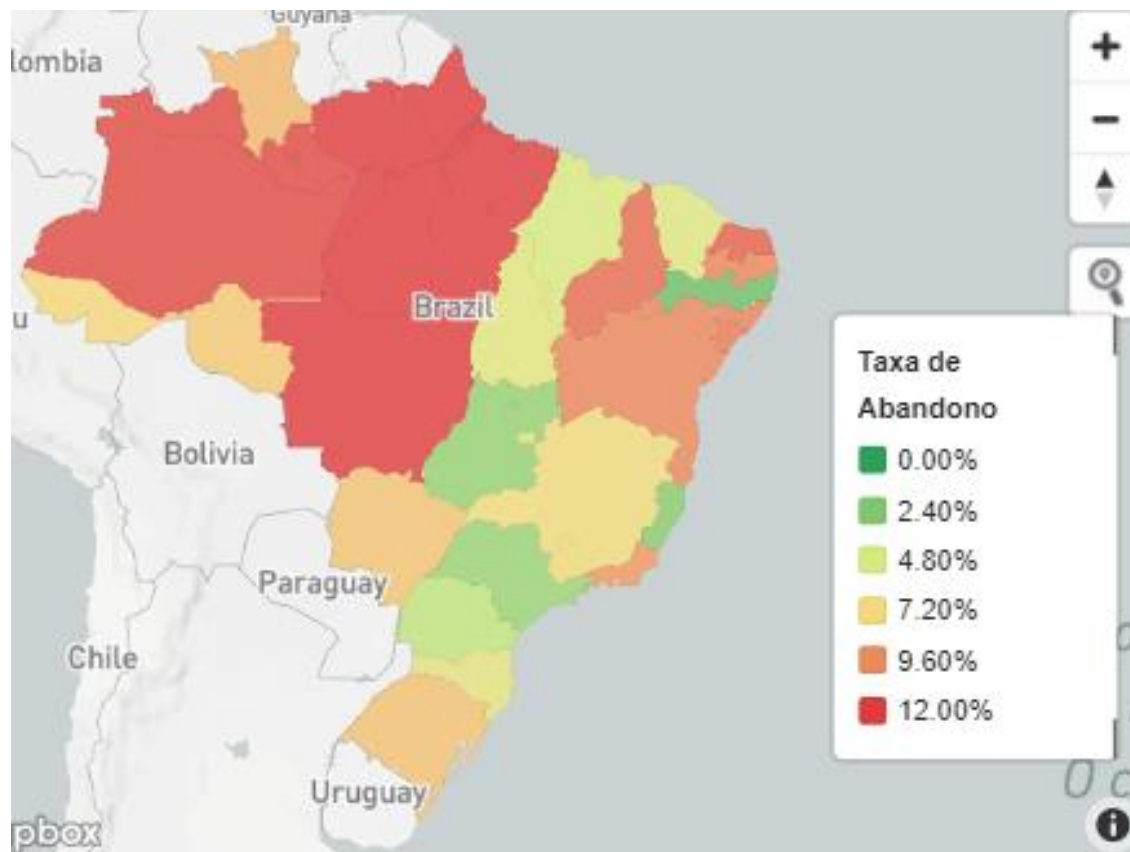 Guyana
lombia
Brazil
u
Bolivia
Paraguay
Chile
Uruguay
pbox
Taxa de
Abandono
0.00%
2.40%
4.80%
7.20%
9.60%
12.00%
O c